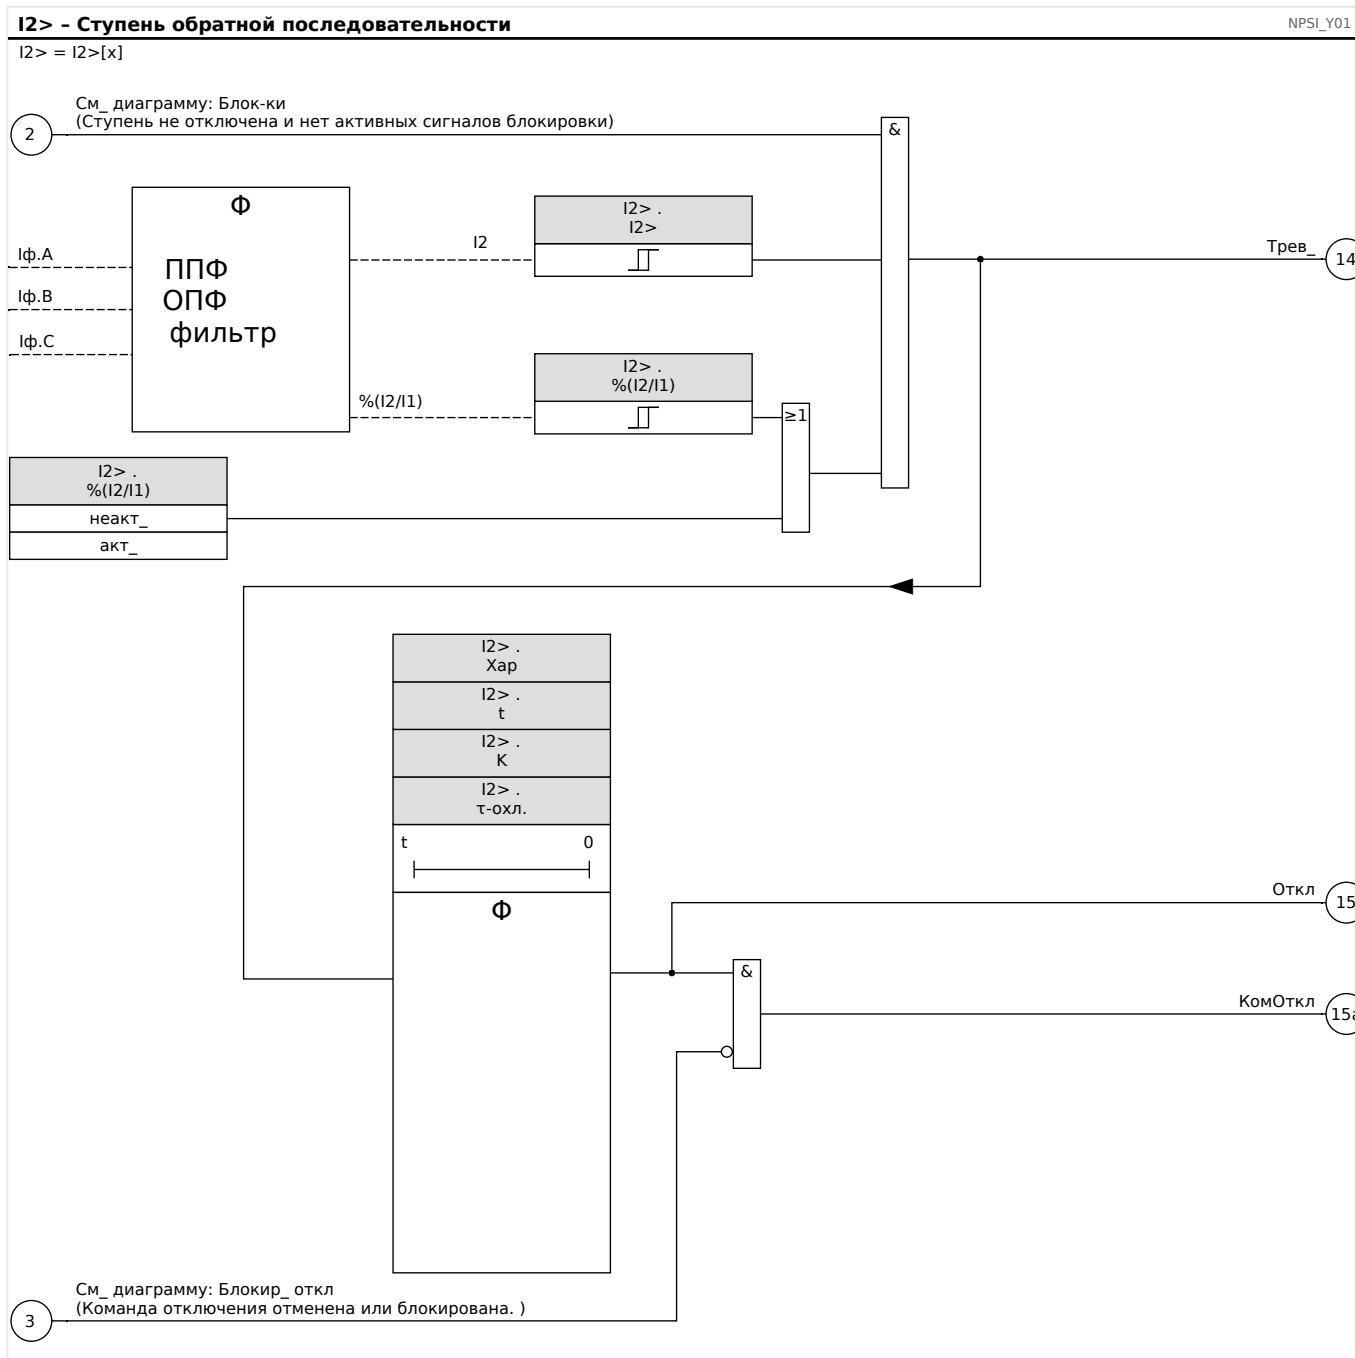 I2> – Ступень обратной последовательности
NPSI_Y01
I2> = I2>[x]
См_ диаграмму: Блок-ки
(Ступень не отключена и нет активных сигналов блокировки)
2
&
Φ
ППФ
ОПФ
фильтр
Iф.A
Iф.B
Iф.C
I2
I2> .
I2>
Трев_
14
%(I2/I1)
I2> .
%(I2/I1)
≥1
I2> .
%(I2/I1)
неакт_
акт_
I2> .
Хар
I2> .
t
I2> .
K
I2> .
τ-охл.
t 0
Φ
Откл
15
&
КомОткл
15a
См_ диаграмму: Блокир_ откл
(Команда отключения отменена или блокирована. )
3